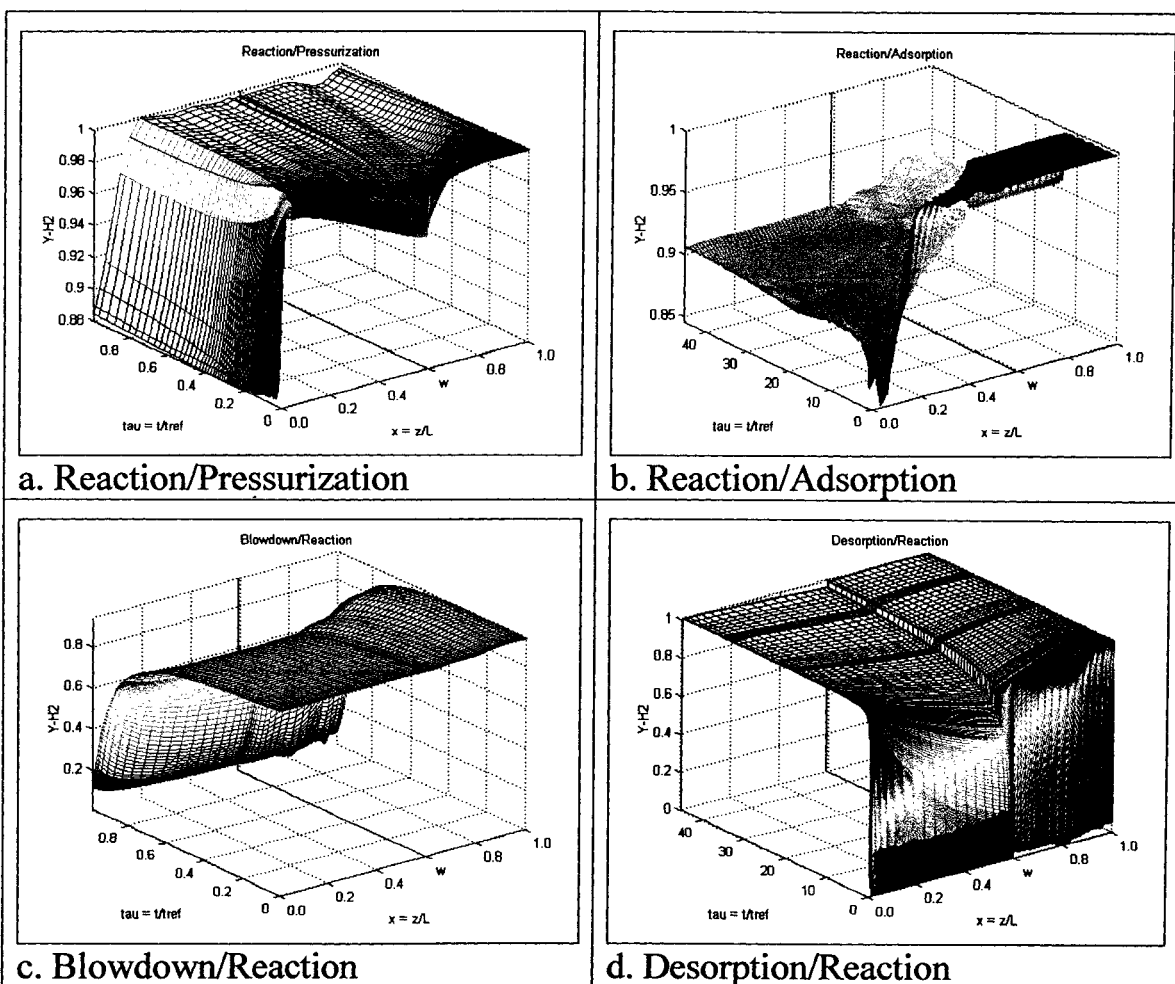 Reaction/Pressurization
1
0.98
0.96
0.94
0.92
0.9
0.88
Y-H2
0.8
0.6
0.4
0.2
0
tau = t/tref
0.0
0.2
0.4
w
0.8
1.0
x = z/L
a. Reaction/Pressurization
Reaction/Adsorption
1
0.95
0.9
0.85
Y-H2
40
30
20
10
0
tau = t/tref
0.0
0.2
0.4
w
0.8
1.0
x = z/L
b. Reaction/Adsorption
Blowdown/Reaction
0.8
0.6
0.4
0.2
Y-H2
0.8
0.6
0.4
0.2
0
tau = t/tref
0.0
0.2
0.4
w
0.8
1.0
x = z/L
c. Blowdown/Reaction
Desorption/Reaction
1
0.8
0.6
0.4
0.2
0
Y-H2
40
30
20
10
0
tau = t/tref
0.0
0.2
0.4
w
0.8
1.0
x = z/L
d. Desorption/Reaction